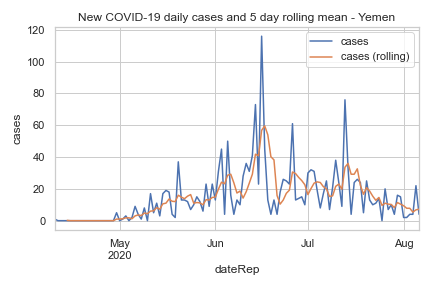 New COVID-19 daily cases and 5 day rolling mean - Yemen
cases
cases (rolling)
cases
120
100
80
60
40
20
0
May
2020
Jun
Jul
Aug
dateRep